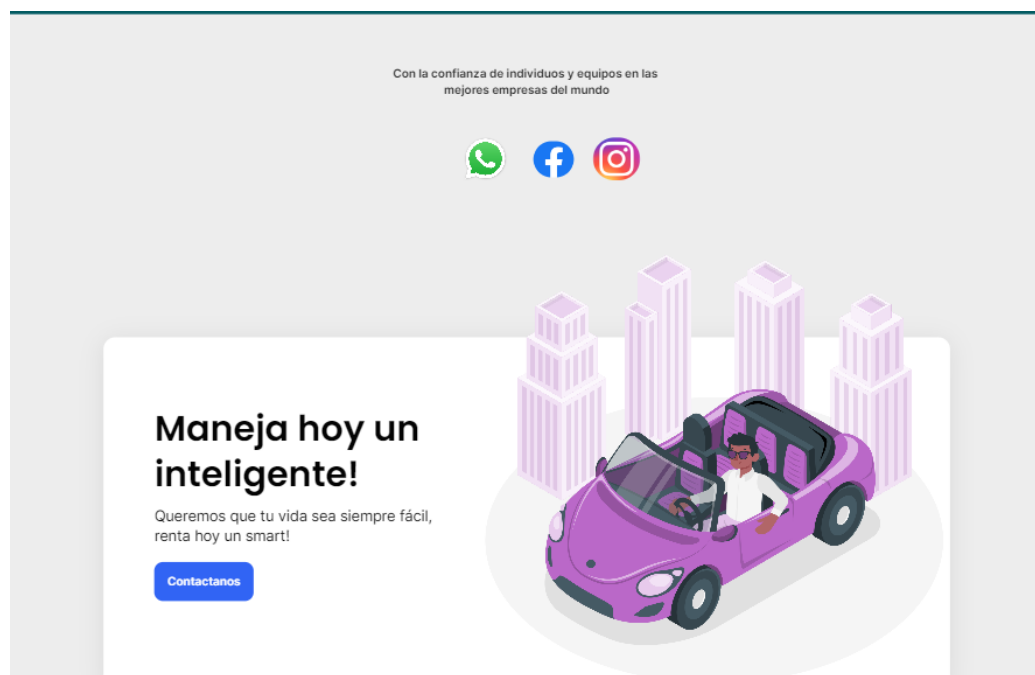 Con la confianza de individuos y equipos en las
mejores empresas del mundo
Maneja hoy un
inteligente!
Queremos que tu vida sea siempre fácil,
renta hoy un smart!
Contactanos